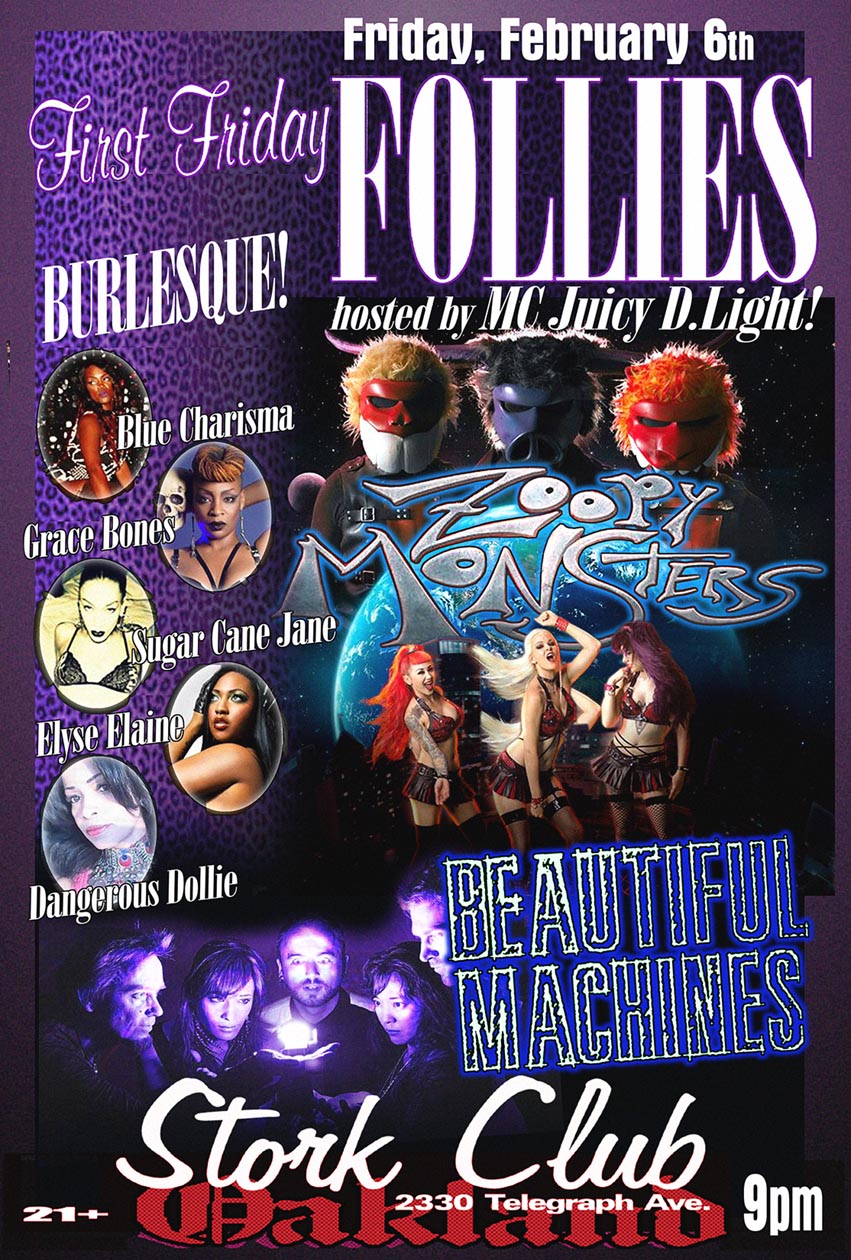 Friday, February 6th
First Friday
FOLLIES
hosted by MC Juicy D.Light!
BURLESQUE!
Blue Charisma
Grace Bones
Sugar Cane Jane
Elyse Elaine
Dangerous Dollie
ZOOPY
MONSTERS
BEAUTIFUL
MACHINES
Stork Club
Oakland
2330 Telegraph Ave.
21+
9pm